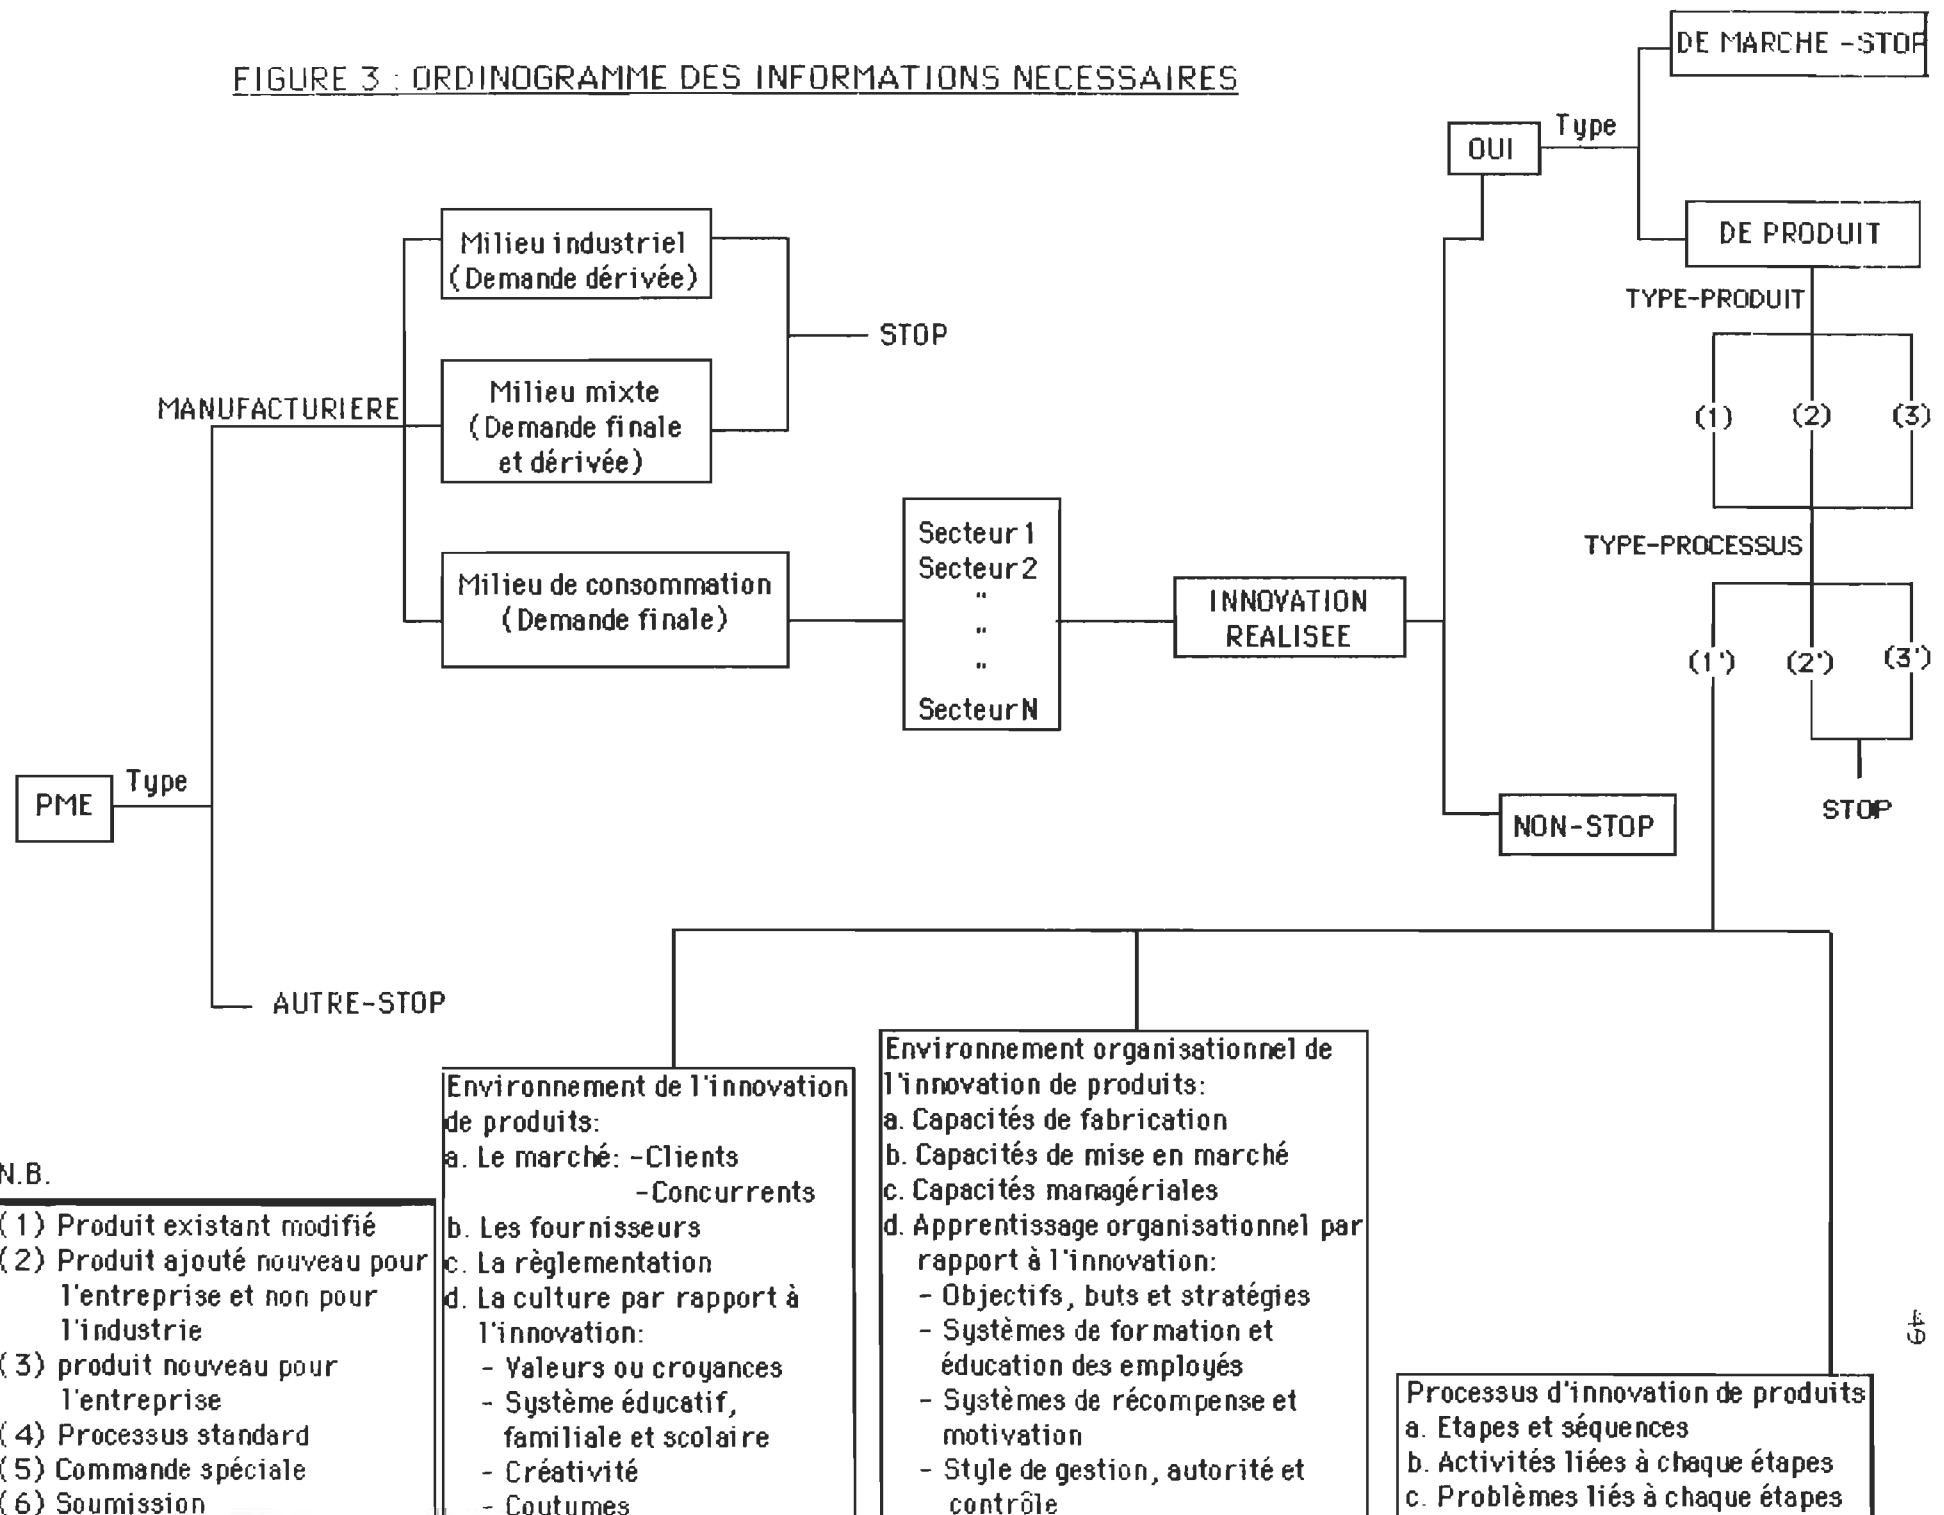 FIGURE 3 : ORDINOGRAMME DES INFORMATIONS NECESSAIRES
DE MARCHE -STOP
OUI
Type
DE PRODUIT
TYPE-PRODUIT
(1) (2) (3)
TYPE-PROCESSUS
(1') (2') (3')
STOP
Milieu industriel
(Demande dérivée)
STOP
Milieu mixte
(Demande finale
et dérivée)
MANUFACTURIERE
Milieu de consommation
(Demande finale)
Secteur 1
Secteur 2
"
"
"
Secteur N
INNOVATION
REALISEE
NON-STOP
PME
Type
AUTRE-STOP
N.B.
(1) Produit existant modifié
(2) Produit ajouté nouveau pour
l'entreprise et non pour
l'industrie
(3) produit nouveau pour
l'entreprise
(4) Processus standard
(5) Commande spéciale
(6) Soumission
Environnement de l'innovation
de produits:
a. Le marché: -Clients
-Concurrents
b. Les fournisseurs
c. La règlementation
d. La culture par rapport à
l'innovation:
- Valeurs ou croyances
- Système éducatif,
familiale et scolaire
- Créativité
- Coutumes
Environnement organisationnel de
l'innovation de produits:
a. Capacités de fabrication
b. Capacités de mise en marché
c. Capacités managériales
d. Apprentissage organisationnel par
rapport à l'innovation:
- Objectifs, buts et stratégies
- Systèmes de formation et
éducation des employés
- Systèmes de récompense et
motivation
- Style de gestion, autorité et
contrôle
Processus d'innovation de produits
a. Etapes et séquences
b. Activités liées à chaque étapes
c. Problèmes liés à chaque étapes
49